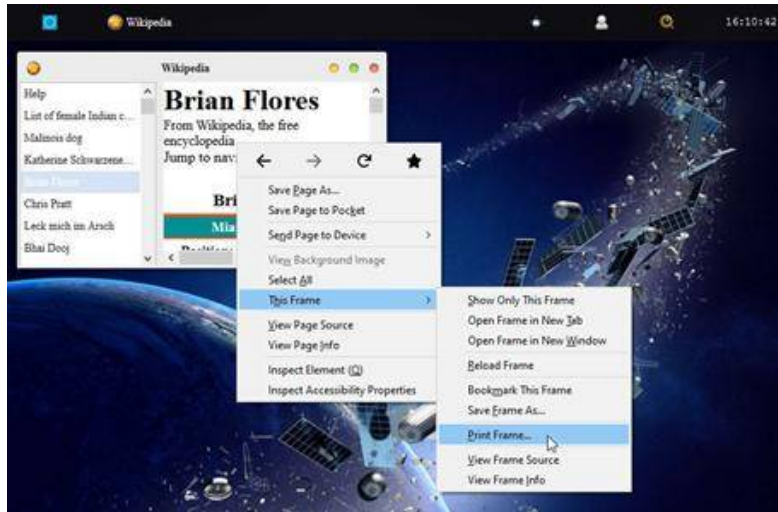 Wikipedia
16:10:42
Wikipedia
Help
List of female Indian c...
Malinois dog
Katherine Schwarzene...
Brian Flores
Chris Pratt
Leck mich im Arsch
Bhai Dooj
Brian Flores
From Wikipedia, the free
encyclopedia
Jump to nav
Bri
Mia
Save Page As...
Save Page to Pocket
Send Page to Device
View Background Image
Select All
This Frame
View Page Source
View Page Info
Inspect Element (Q)
Inspect Accessibility Properties
Show Only This Frame
Open Frame in New Tab
Open Frame in New Window
Reload Frame
Bookmark This Frame
Save Frame As...
Print Frame...
View Frame Source
View Frame Info